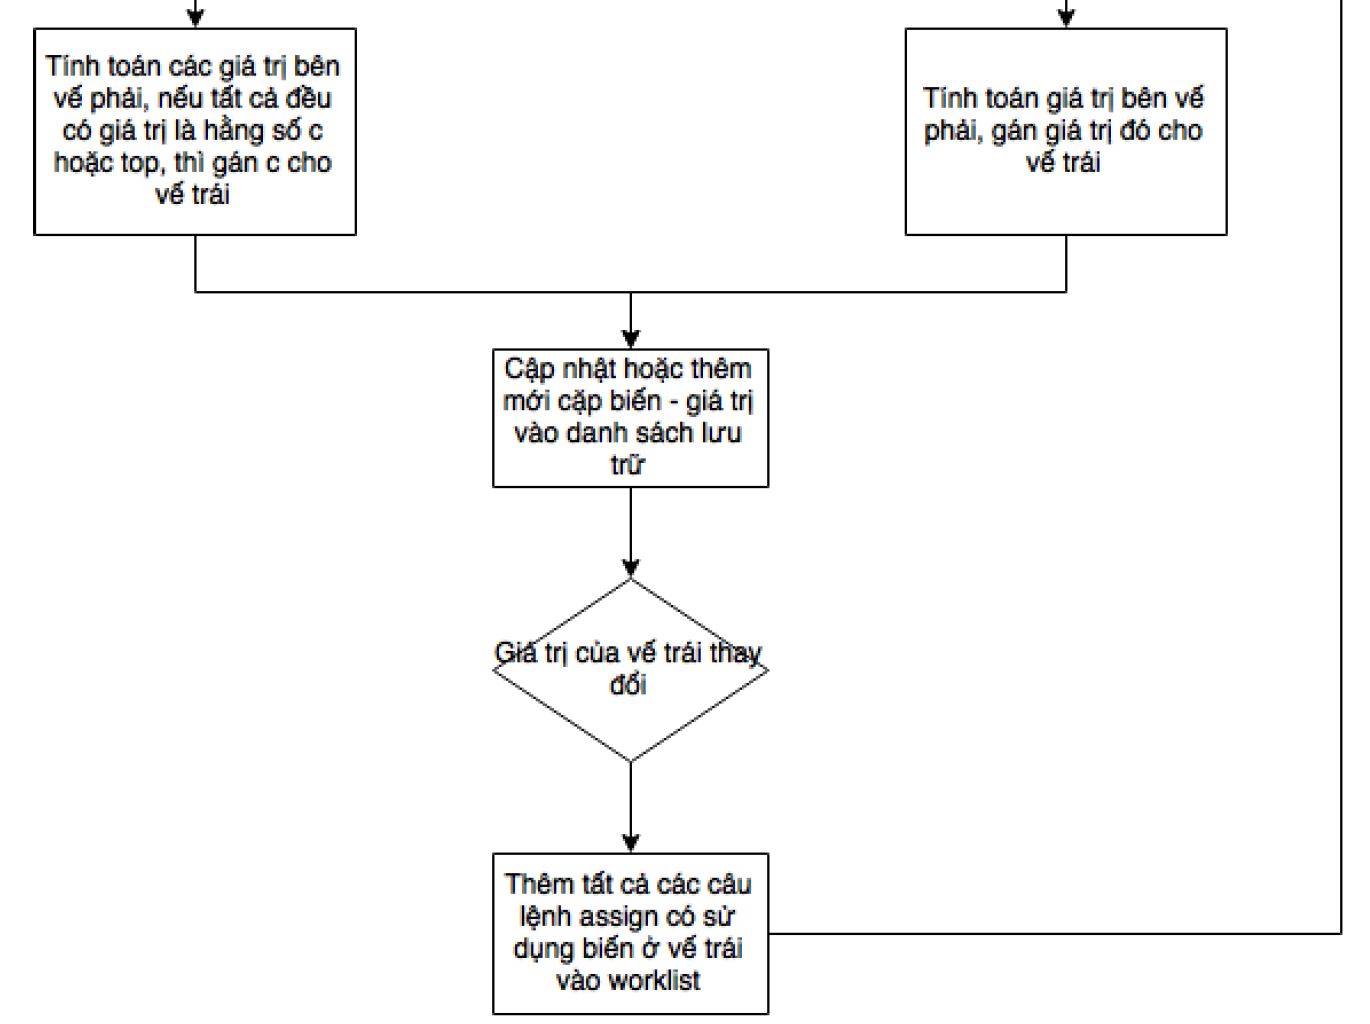 Tính toán các giá trị bên
vế phải, nếu tất cả đều
có giá trị là hằng số c
hoặc top, thì gán c cho
vế trái
Tính toán giá trị bên vế
phải, gán giá trị đó cho
vế trái
Cập nhật hoặc thêm
mới cặp biến - giá trị
vào danh sách lưu
trữ
Giá trị của vế trái thay
đổi
Thêm tất cả các câu
lệnh assign có sử
dụng biến ở vế trái
vào worklist